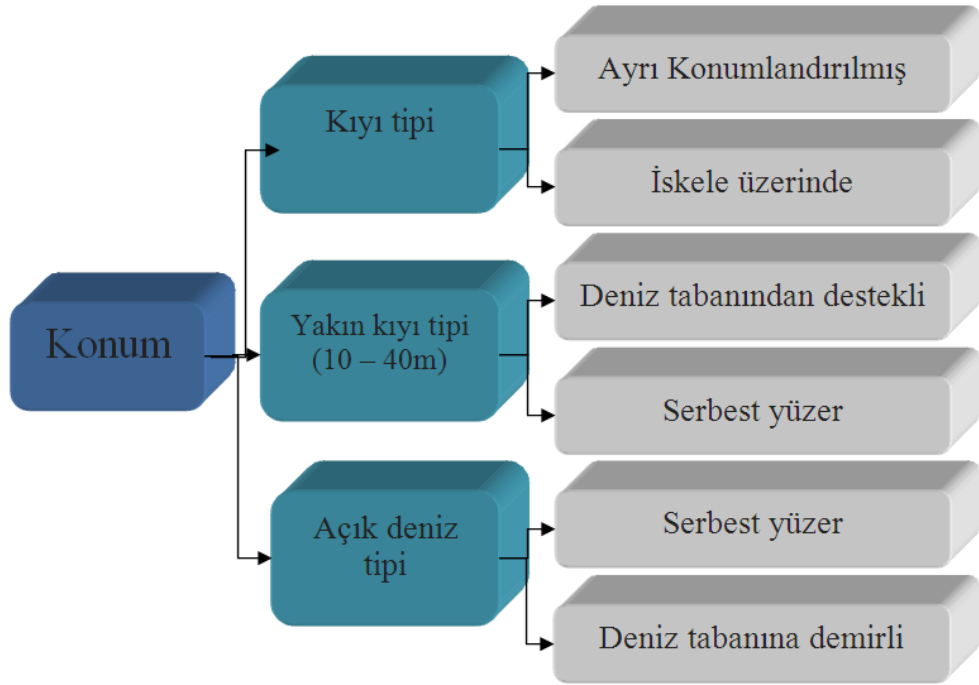 Konum
Kıyı tipi
Ayrı Konumlandırılmış
İskele üzerinde
Yakın kıyı tipi
(10 – 40m)
Deniz tabanından destekli
Serbest yüzer
Açık deniz
tipi
Serbest yüzer
Deniz tabanına demirli